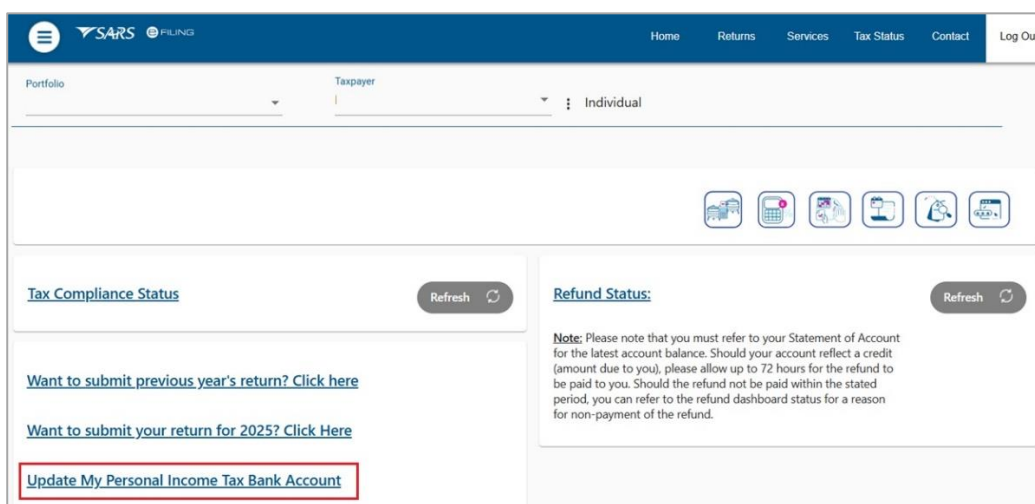 SARS eFILING
Home Returns Services Tax Status Contact Log Ou
Portfolio
Taxpayer
Individual
Tax Compliance Status
Refresh
Want to submit previous year's return? Click here
Want to submit your return for 2025? Click Here
Update My Personal Income Tax Bank Account
Refund Status:
Refresh
Note: Please note that you must refer to your Statement of Account
for the latest account balance. Should your account reflect a credit
(amount due to you), please allow up to 72 hours for the refund to
be paid to you. Should the refund not be paid within the stated
period, you can refer to the refund dashboard status for a reason
for non-payment of the refund.